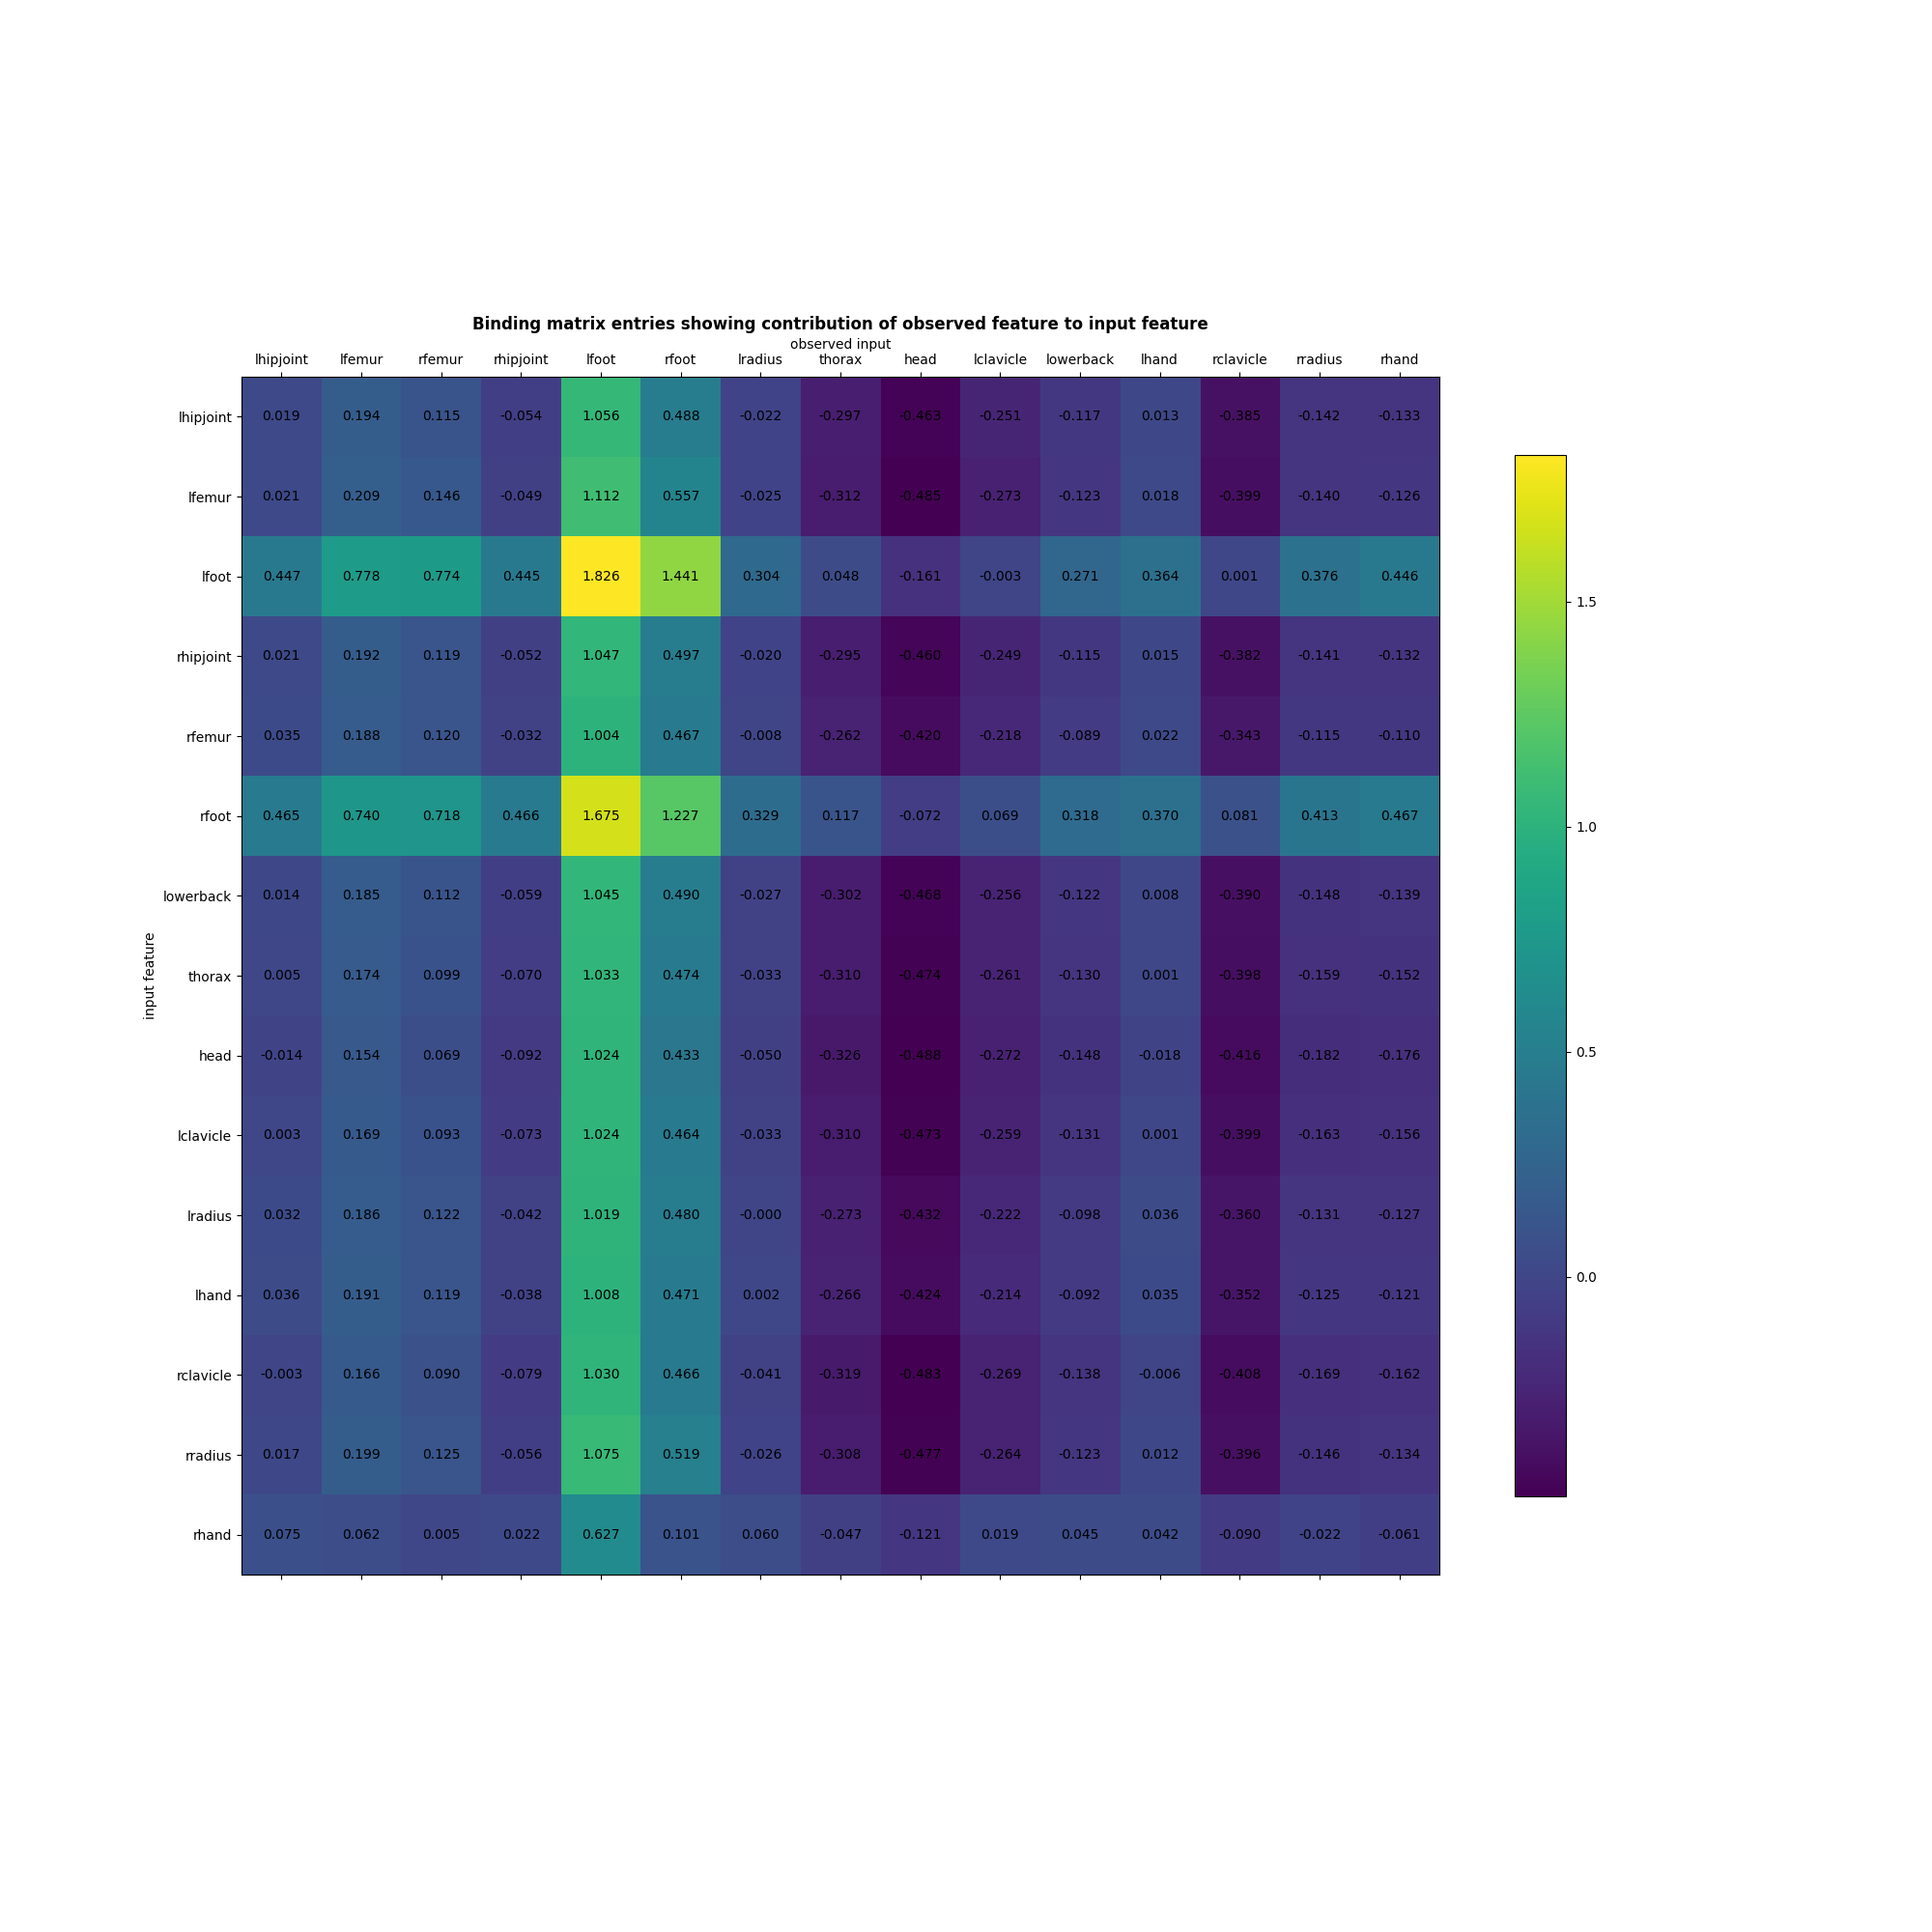 Binding matrix entries showing contribution of observed feature to input feature
observed input
lhipjoint lfemur rfemur rhipjoint lfoot rfoot lradius thorax head lclavicle lowerback lhand rclavicle rradius rhand
lhipjoint 0.019 0.194 0.115 -0.054 1.056 0.488 -0.022 -0.297 -0.463 -0.251 -0.117 0.013 -0.385 -0.142 -0.133
lfemur 0.021 0.209 0.146 -0.049 1.112 0.557 -0.025 -0.312 -0.485 -0.273 -0.123 0.018 -0.399 -0.140 -0.126
lfoot 0.447 0.778 0.774 0.445 1.826 1.441 0.304 0.048 -0.161 -0.003 0.271 0.364 0.001 0.376 0.446
1.5
rhipjoint 0.021 0.192 0.119 -0.052 1.047 0.497 -0.020 -0.295 -0.460 -0.249 -0.115 0.015 -0.382 -0.141 -0.132
rfemur 0.035 0.188 0.120 -0.032 1.004 0.467 -0.008 -0.262 -0.420 -0.218 -0.089 0.022 -0.343 -0.115 -0.110
rfoot 0.465 0.740 0.718 0.466 1.675 1.227 0.329 0.117 -0.072 0.069 0.318 0.370 0.081 0.413 0.467
1.0
lowerback 0.014 0.185 0.112 -0.059 1.045 0.490 -0.027 -0.302 -0.468 -0.256 -0.122 0.008 -0.390 -0.148 -0.139
input feature
thorax 0.005 0.174 0.099 -0.070 1.033 0.474 -0.033 -0.310 -0.474 -0.261 -0.130 0.001 -0.398 -0.159 -0.152
head -0.014 0.154 0.069 -0.092 1.024 0.433 -0.050 -0.326 -0.488 -0.272 -0.148 -0.018 -0.416 -0.182 -0.176
0.5
lclavicle 0.003 0.169 0.093 -0.073 1.024 0.464 -0.033 -0.310 -0.473 -0.259 -0.131 0.001 -0.399 -0.163 -0.156
lradius 0.032 0.186 0.122 -0.042 1.019 0.480 -0.000 -0.273 -0.432 -0.222 -0.098 0.036 -0.360 -0.131 -0.127
lhand 0.036 0.191 0.119 -0.038 1.008 0.471 0.002 -0.266 -0.424 -0.214 -0.092 0.035 -0.352 -0.125 -0.121
0.0
rclavicle -0.003 0.166 0.090 -0.079 1.030 0.466 -0.041 -0.319 -0.483 -0.269 -0.138 -0.006 -0.408 -0.169 -0.162
rradius 0.017 0.199 0.125 -0.056 1.075 0.519 -0.026 -0.308 -0.477 -0.264 -0.123 0.012 -0.396 -0.146 -0.134
rhand 0.075 0.062 0.005 0.022 0.627 0.101 0.060 -0.047 -0.121 0.019 0.045 0.042 -0.090 -0.022 -0.061